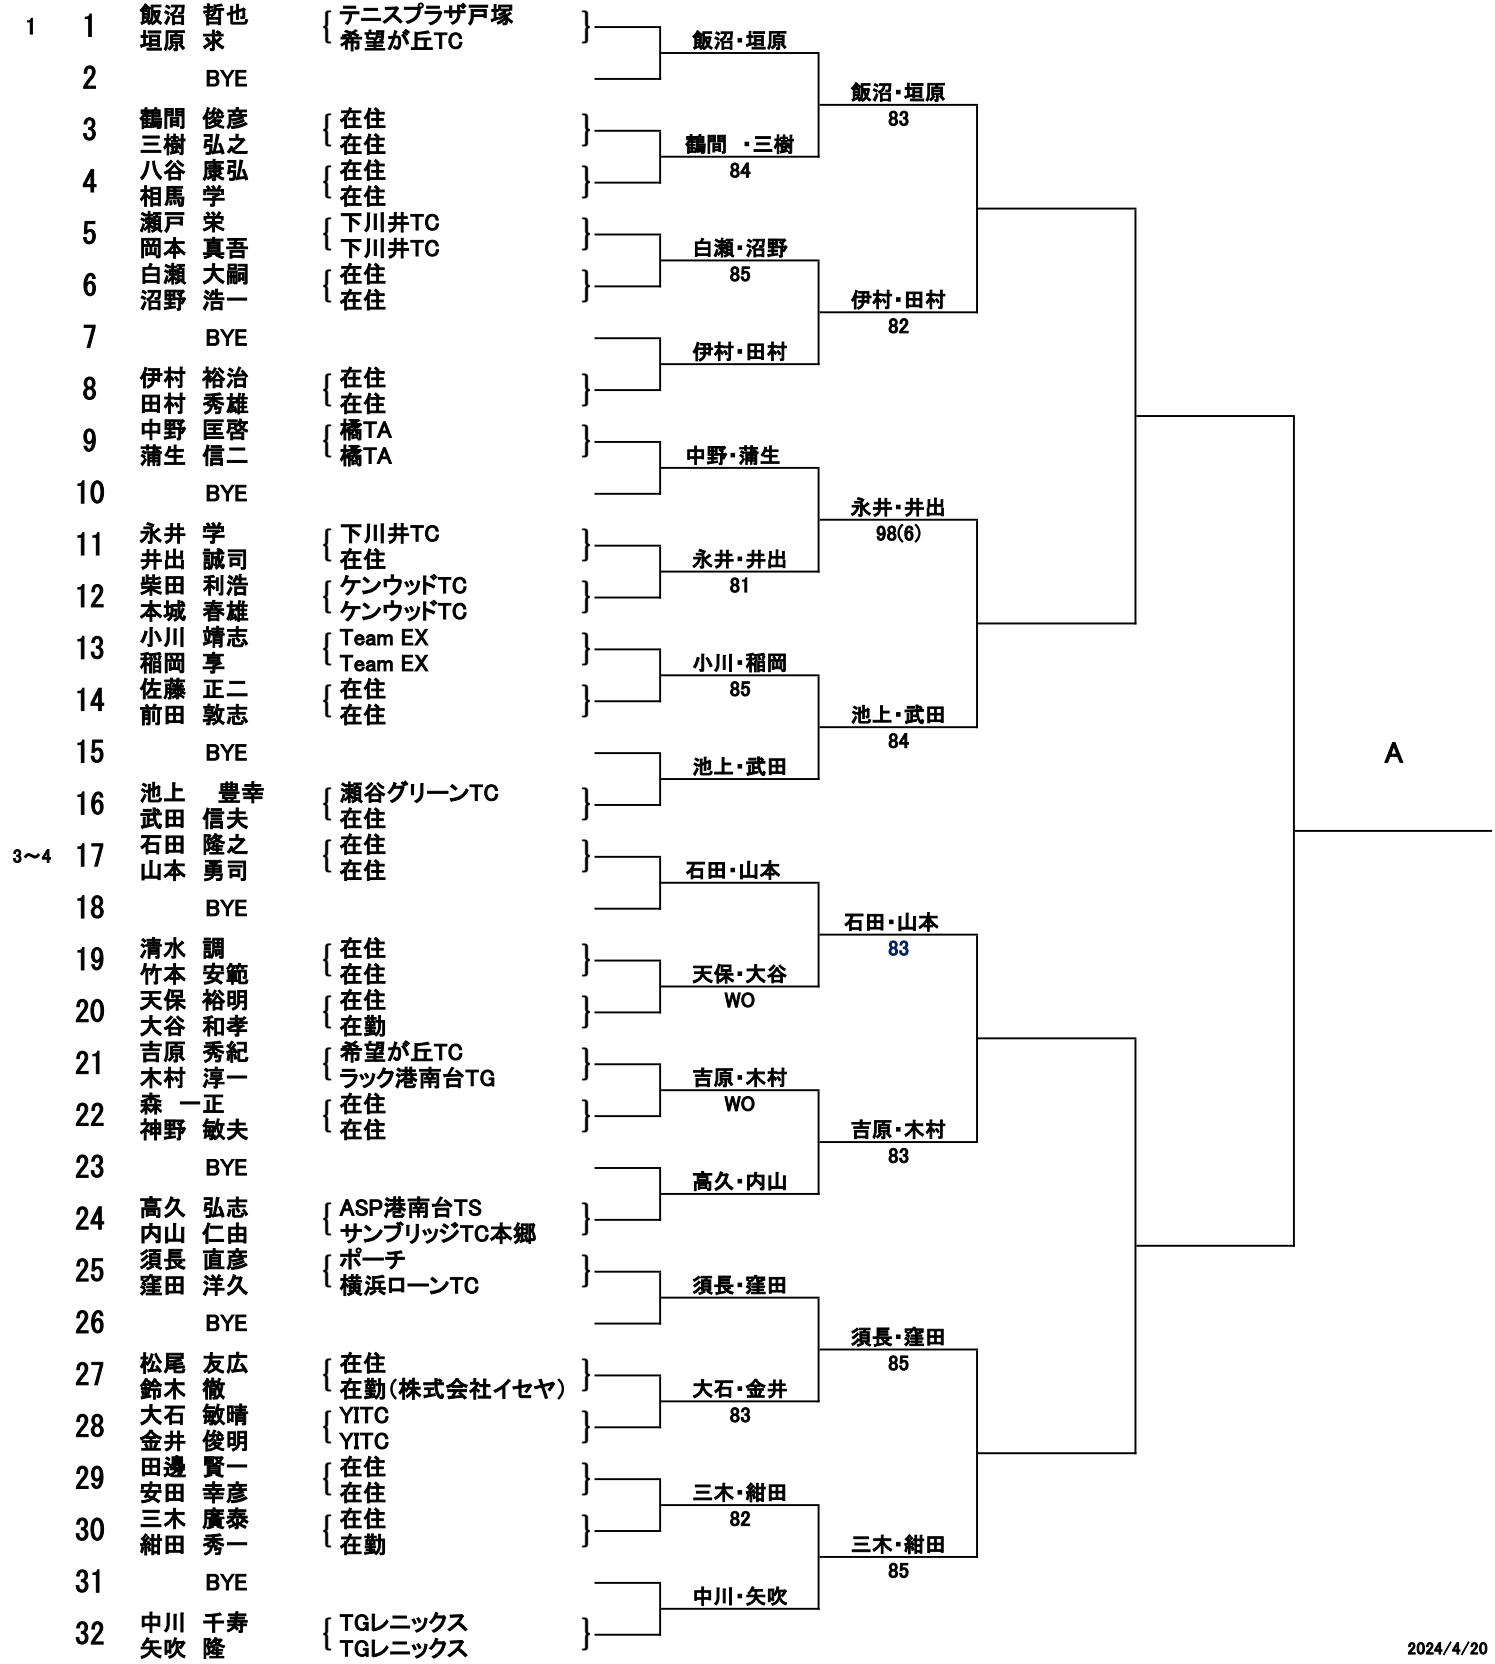 1 1 飯沼 哲也 { テニスプラザ戸塚 }
垣原 求 希望が丘TC
飯沼・垣原
2 BYE
飯沼・垣原
83
3 鶴間 俊彦 { 在住 }
三樹 弘之 在住
鶴間 ・三樹
84
4 八谷 康弘 { 在住 }
相馬 学 在住
5 瀬戸 栄 { 下川井TC }
岡本 真吾 下川井TC
白瀬・沼野
85
6 白瀬 大嗣 { 在住 }
沼野 浩一 在住
伊村・田村
82
7 BYE
伊村・田村
8 伊村 裕治 { 在住 }
田村 秀雄 在住
9 中野 匡啓 { 橘TA }
蒲生 信二 橘TA
中野・蒲生
10 BYE
永井・井出
98(6)
11 永井 学 { 下川井TC }
井出 誠司 在住
永井・井出
81
12 柴田 利浩 { ケンウッドTC }
本城 春雄 ケンウッドTC
13 小川 靖志 { Team EX }
稲岡 享 Team EX
小川・稲岡
85
14 佐藤 正二 { 在住 }
前田 敦志 在住
池上・武田
84
15 BYE
池上・武田
A
16 池上 豊幸 { 瀬谷グリーンTC }
武田 信夫 在住
3~4 17 石田 隆之 { 在住 }
山本 勇司 在住
石田・山本
18 BYE
石田・山本
83
19 清水 調 { 在住 }
竹本 安範 在住
天保・大谷
WO
20 天保 裕明 { 在住 }
大谷 和孝 在勤
21 吉原 秀紀 { 希望が丘TC }
木村 淳一 ラック港南台TG
吉原・木村
WO
22 森 一正 { 在住 }
神野 敏夫 在住
吉原・木村
83
23 BYE
高久・内山
24 高久 弘志 { ASP港南台TS }
内山 仁由 サンブリッジTC本郷
25 須長 直彦 { ポーチ }
窪田 洋久 横浜ローンTC
須長・窪田
26 BYE
須長・窪田
85
27 松尾 友広 { 在住 }
鈴木 徹 在勤(株式会社イセヤ)
大石・金井
83
28 大石 敏晴 { YITC }
金井 俊明 YITC
29 田邊 賢一 { 在住 }
安田 幸彦 在住
三木・紺田
82
30 三木 廣泰 { 在住 }
紺田 秀一 在勤
三木・紺田
85
31 BYE
中川・矢吹
32 中川 千寿 { TGレニックス }
矢吹 隆 TGレニックス
2024/4/20